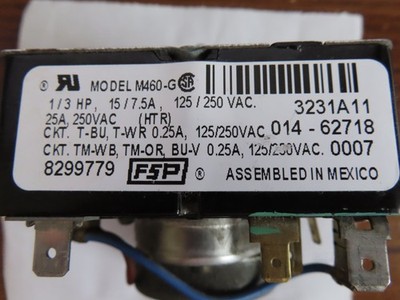 ® RU MODEL M460-G SA
1/3 HP, 15/7.5A, 125/250 VAC. 3231A11
25A, 250VAC (HTR)
CKT. T-BU, T-WR 0.25A, 125/250VAC. 014-62718
CKT. TM-WB, TM-OR, BU-V 0.25A, 125/250VAC. 0007
8299779 FSP ® ASSEMBLED IN MEXICO